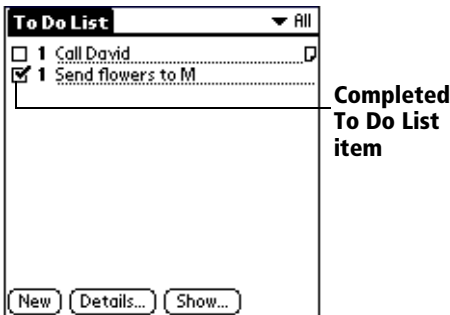 To Do List
All
1 Call David
1 Send flowers to M
Completed
To Do List
item
New Details... Show...